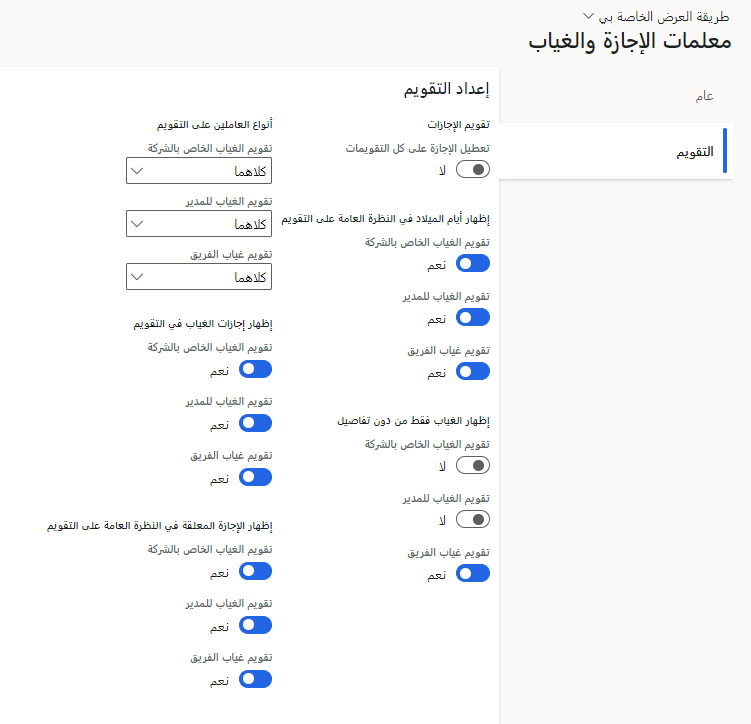 طريقة العرض الخاصة بي
معلمات الإجازة والغياب
عام
التقويم
إعداد التقويم
تقويم الإجازات
تعطيل الإجازة على كل التقويمات
لا
إظهار أيام الميلاد في النظرة العامة على التقويم
تقويم الغياب الخاص بالشركة
نعم
تقويم الغياب للمدير
نعم
تقويم غياب الفريق
نعم
إظهار الغياب فقط من دون تفاصيل
تقويم الغياب الخاص بالشركة
لا
تقويم الغياب للمدير
لا
تقويم غياب الفريق
نعم
أنواع العاملين على التقويم
تقويم الغياب الخاص بالشركة
كلاهما
تقويم الغياب للمدير
كلاهما
تقويم غياب الفريق
كلاهما
إظهار إجازات الغياب في التقويم
تقويم الغياب الخاص بالشركة
نعم
تقويم الغياب للمدير
نعم
تقويم غياب الفريق
نعم
إظهار الإجازة المعلقة في النظرة العامة على التقويم
تقويم الغياب الخاص بالشركة
نعم
تقويم الغياب للمدير
نعم
تقويم غياب الفريق
نعم